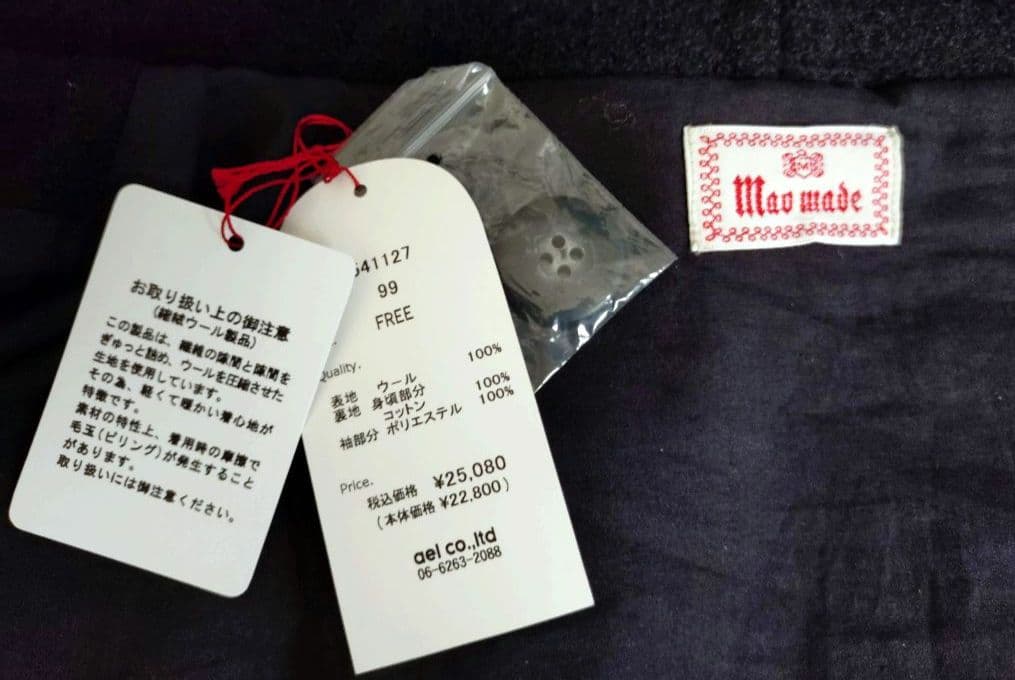 お取り扱い上の御注意
(縮絨ウール製品)
この製品は、繊維の隙間と隙間を
ぎゅっと詰め、ウールを圧縮させた
生地を使用しています。
その為、軽くて暖かい着心地が
特徴です。
素材の特性上、着用時の摩擦で
毛玉(ピリング)が発生すること
があります。
取り扱いには御注意ください。
541127
99
FREE
Quality.
表地 ウール 100%
裏地 身頃部分
コットン 100%
袖部分 ポリエステル 100%
Price.
税込価格 ¥25,080
(本体価格 ¥22,800)
ael co.,ltd
06-6263-2088
M
Mao made